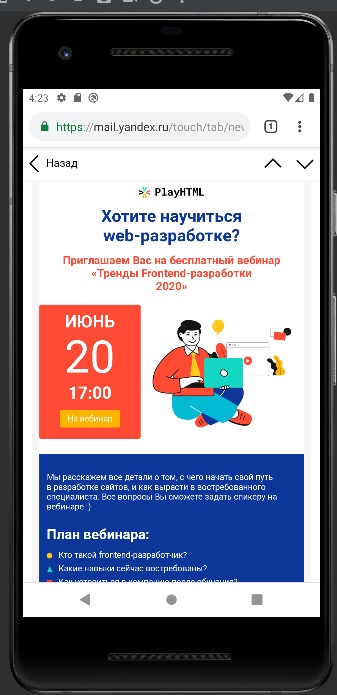 4:23
https://mail.yandex.ru/touch/tab/nev
1
Назад
PlayHTML
Хотите научиться
web-разработке?
Приглашаем Вас на бесплатный вебинар
«Тренды Frontend-разработки
2020»
ИЮНЬ
20
17:00
На вебинар
Мы расскажем все детали о том, с чего начать свой путь
в разработке сайтов, и как вырасти в востребованного
специалиста. Все вопросы Вы сможете задать спикеру на
вебинаре :)
План вебинара:
Кто такой frontend-разработчик?
Какие навыки сейчас востребованы?
Как устроиться в компанию после обучения?